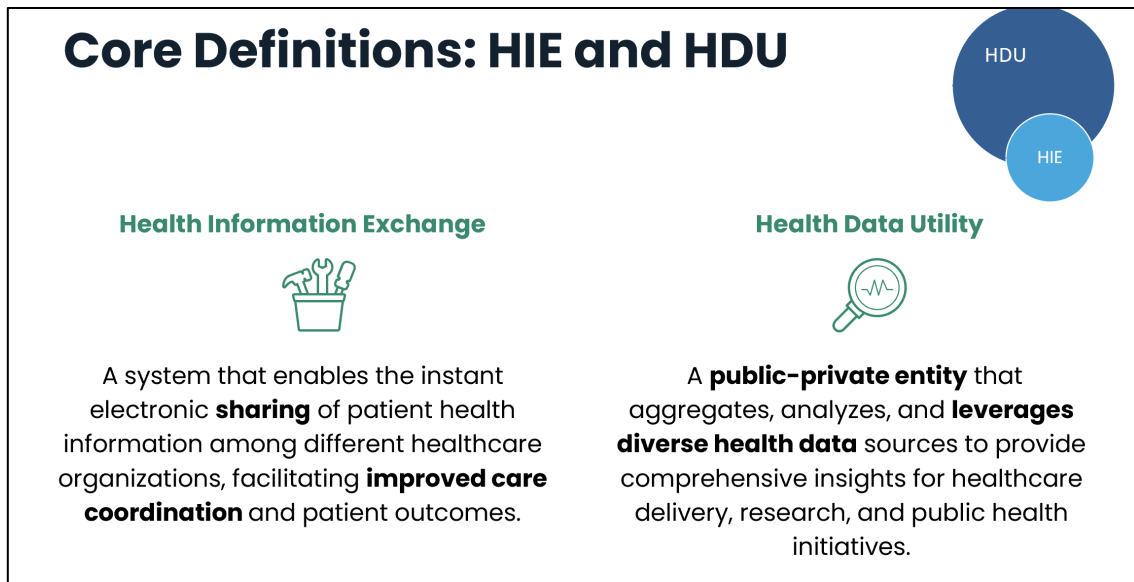 Core Definitions: HIE and HDU
HDU
HIE
Health Information Exchange
A system that enables the instant
electronic sharing of patient health
information among different healthcare
organizations, facilitating improved care
coordination and patient outcomes.
Health Data Utility
A public-private entity that
aggregates, analyzes, and leverages
diverse health data sources to provide
comprehensive insights for healthcare
delivery, research, and public health
initiatives.